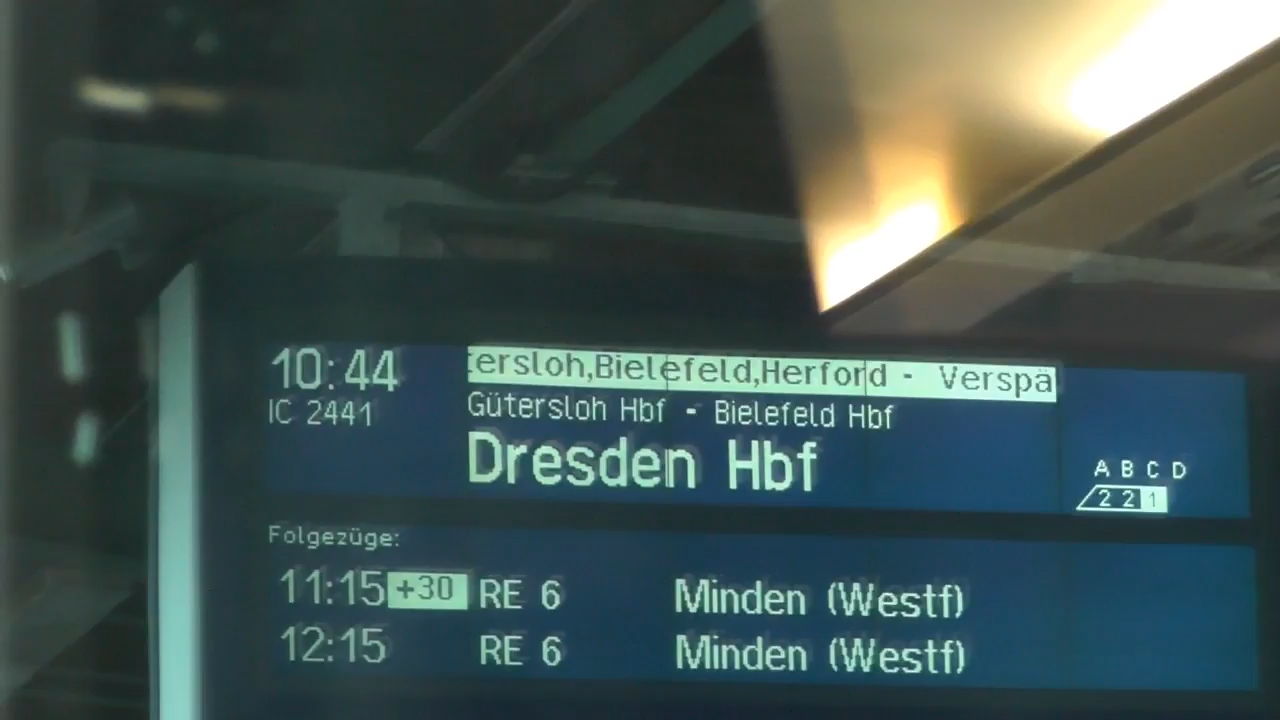 10:44 tersloh,Bielefeld,Herford - Verspä
IC 2441 Gütersloh Hbf - Bielefeld Hbf
Dresden Hbf
A B C D
2 2 1
Folgezüge:
11:15 +30 RE 6 Minden (Westf)
12:15 RE 6 Minden (Westf)